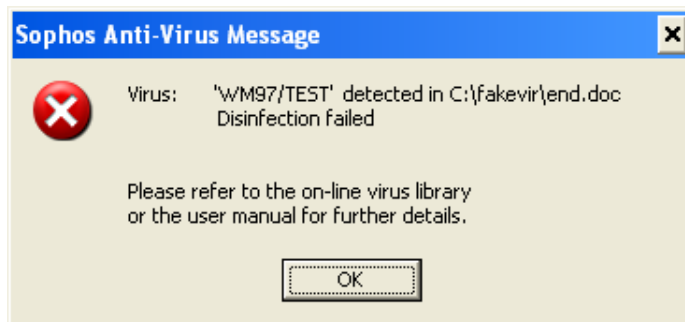 Sophos Anti-Virus Message
Virus: 'WM97/TEST' detected in C:\fakevir\end.doc
Disinfection failed
Please refer to the on-line virus library
or the user manual for further details.
OK